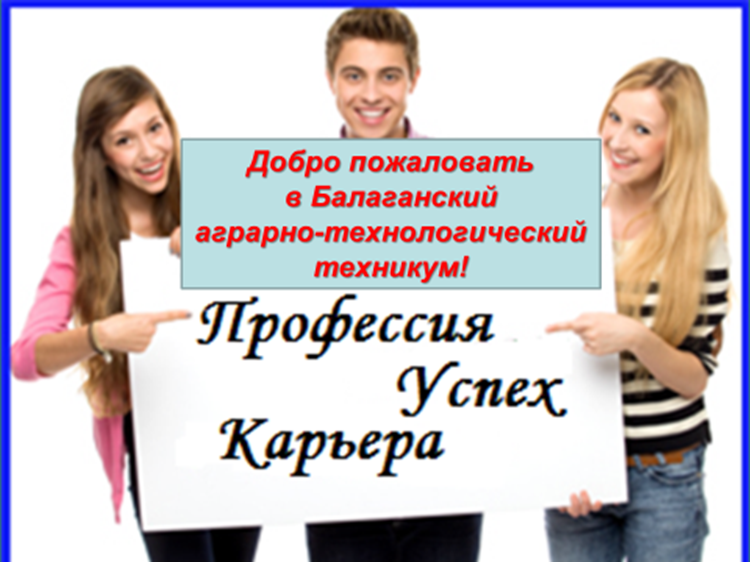 Добро пожаловать
в Балаганский
аграрно-технологический
техникум!
Профессия
Успех
Карьера